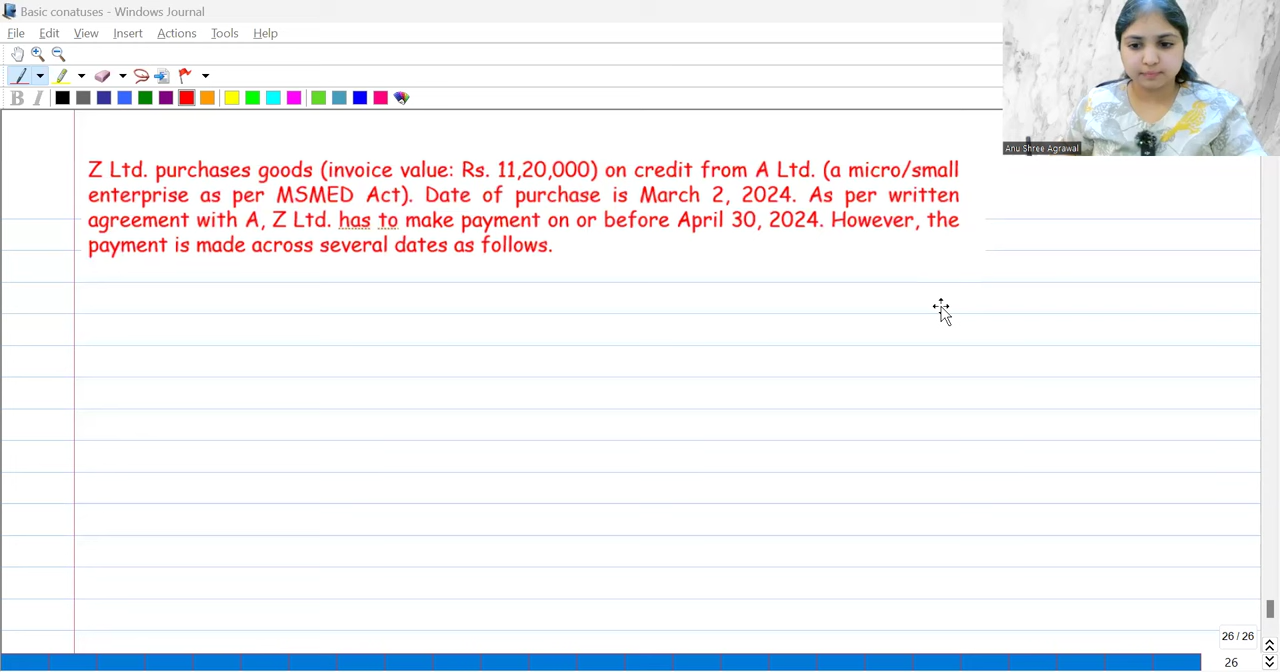 Basic conatuses - Windows Journal
File Edit View Insert Actions Tools Help
B I
Anu Shree Agrawal
Z Ltd. purchases goods (invoice value: Rs. 11,20,000) on credit from A Ltd. (a micro/small
enterprise as per MSMED Act). Date of purchase is March 2, 2024. As per written
agreement with A, Z Ltd. has to make payment on or before April 30, 2024. However, the
payment is made across several dates as follows.
26 / 26
26